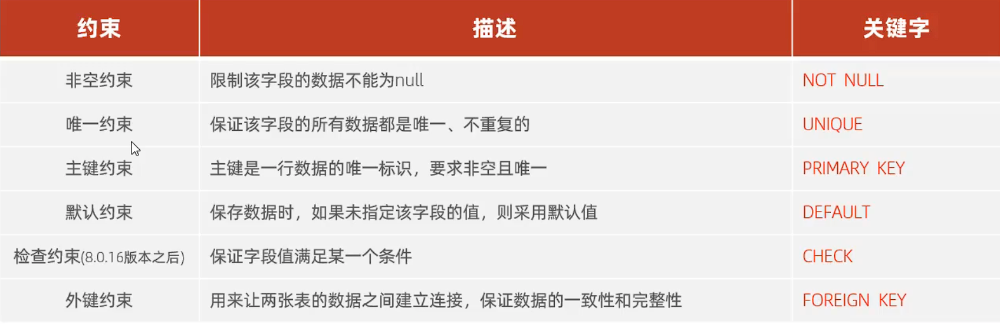 约束 描述 关键字
非空约束 限制该字段的数据不能为null NOT NULL
唯一约束 保证该字段的所有数据都是唯一、不重复的 UNIQUE
主键约束 主键是一行数据的唯一标识，要求非空且唯一 PRIMARY KEY
默认约束 保存数据时，如果未指定该字段的值，则采用默认值 DEFAULT
检查约束(8.0.16版本之后) 保证字段值满足某一个条件 CHECK
外键约束 用来让两张表的数据之间建立连接，保证数据的一致性和完整性 FOREIGN KEY